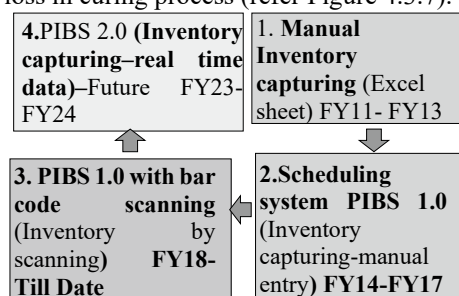 loss in curing process (refer Figure 4.3.7).
4.PIBS 2.0 (Inventory
capturing–real time
data)–Future FY23-
FY24
1. Manual
Inventory
capturing (Excel
sheet) FY11- FY13
2.Scheduling
system PIBS 1.0
(Inventory
capturing-manual
entry) FY14-FY17
3. PIBS 1.0 with bar
code scanning
(Inventory by
scanning) FY18-
Till Date